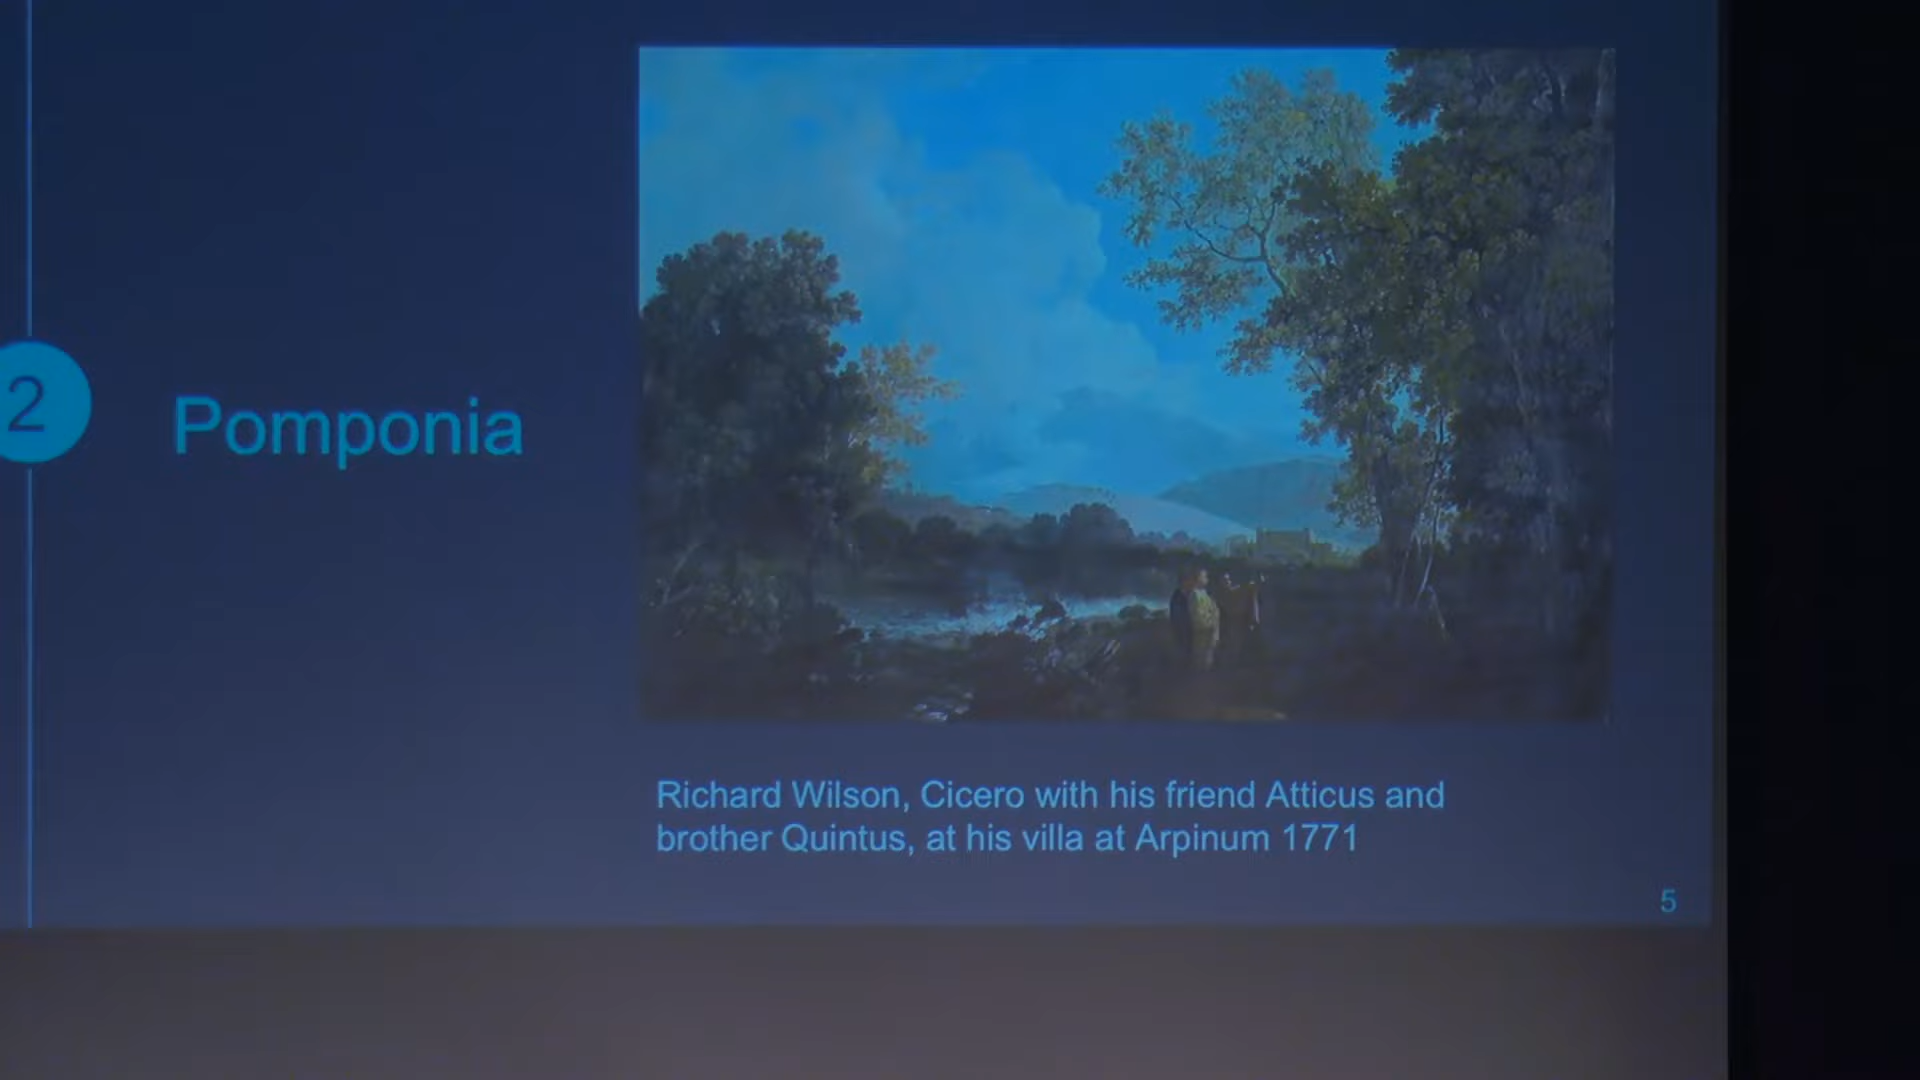 2
Pomponia
Richard Wilson, Cicero with his friend Atticus and
brother Quintus, at his villa at Arpinum 1771
5